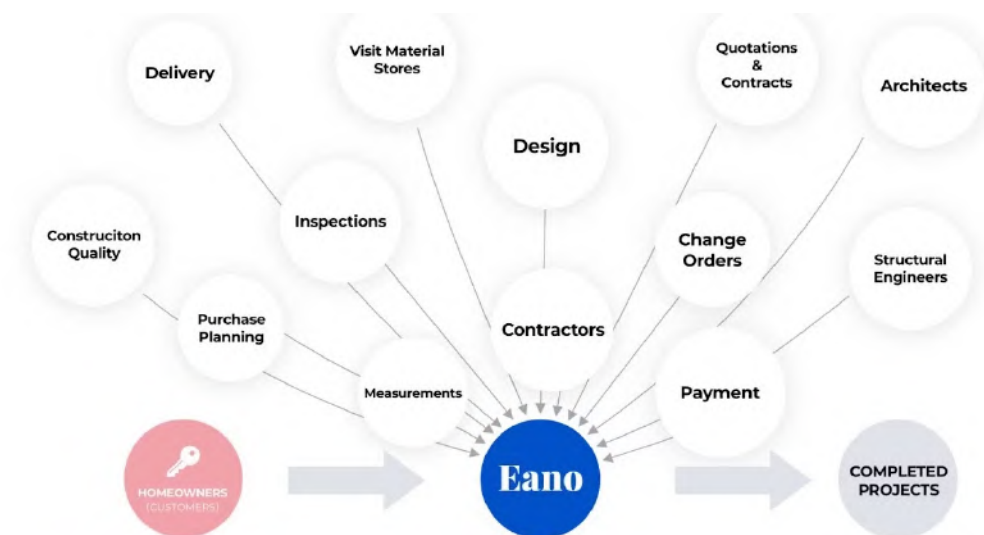 Delivery
Visit Material
Stores
Quotations
&
Contracts
Architects
Design
Construciton
Quality
Inspections
Change
Orders
Structural
Engineers
Purchase
Planning
Contractors
Measurements
Payment
HOMEOWNERS
(CUSTOMERS)
Eano
COMPLETED
PROJECTS